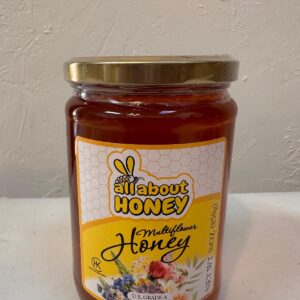 all about
HONEY
Multiflower
Honey
U.S. GRADE A